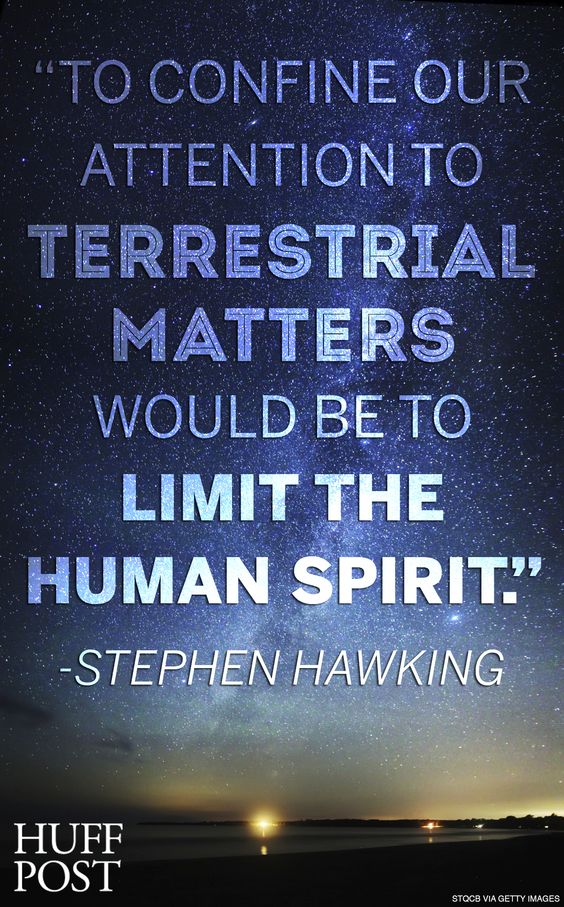 “TO CONFINE OUR
ATTENTION TO
TERRESTRIAL
MATTERS
WOULD BE TO
LIMIT THE
HUMAN SPIRIT.”
-STEPHEN HAWKING
HUFF
POST
STQCB VIA GETTY IMAGES